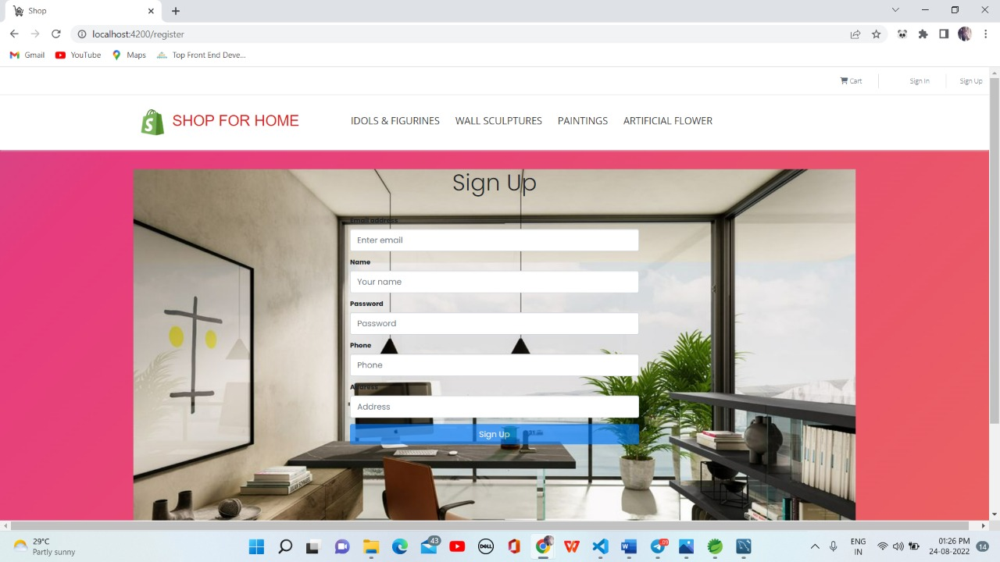 Shop
localhost:4200/register
Gmail YouTube Maps Top Front End Deve...
Cart Sign In Sign Up
SHOP FOR HOME IDOLS & FIGURINES WALL SCULPTURES PAINTINGS ARTIFICIAL FLOWER
Sign Up
Email address
Enter email
Name
Your name
Password
Password
Phone
Phone
Address
Address
Sign Up
29°C
Partly sunny
43
DELL
09
ENG
IN
01:26 PM
24-08-2022
14